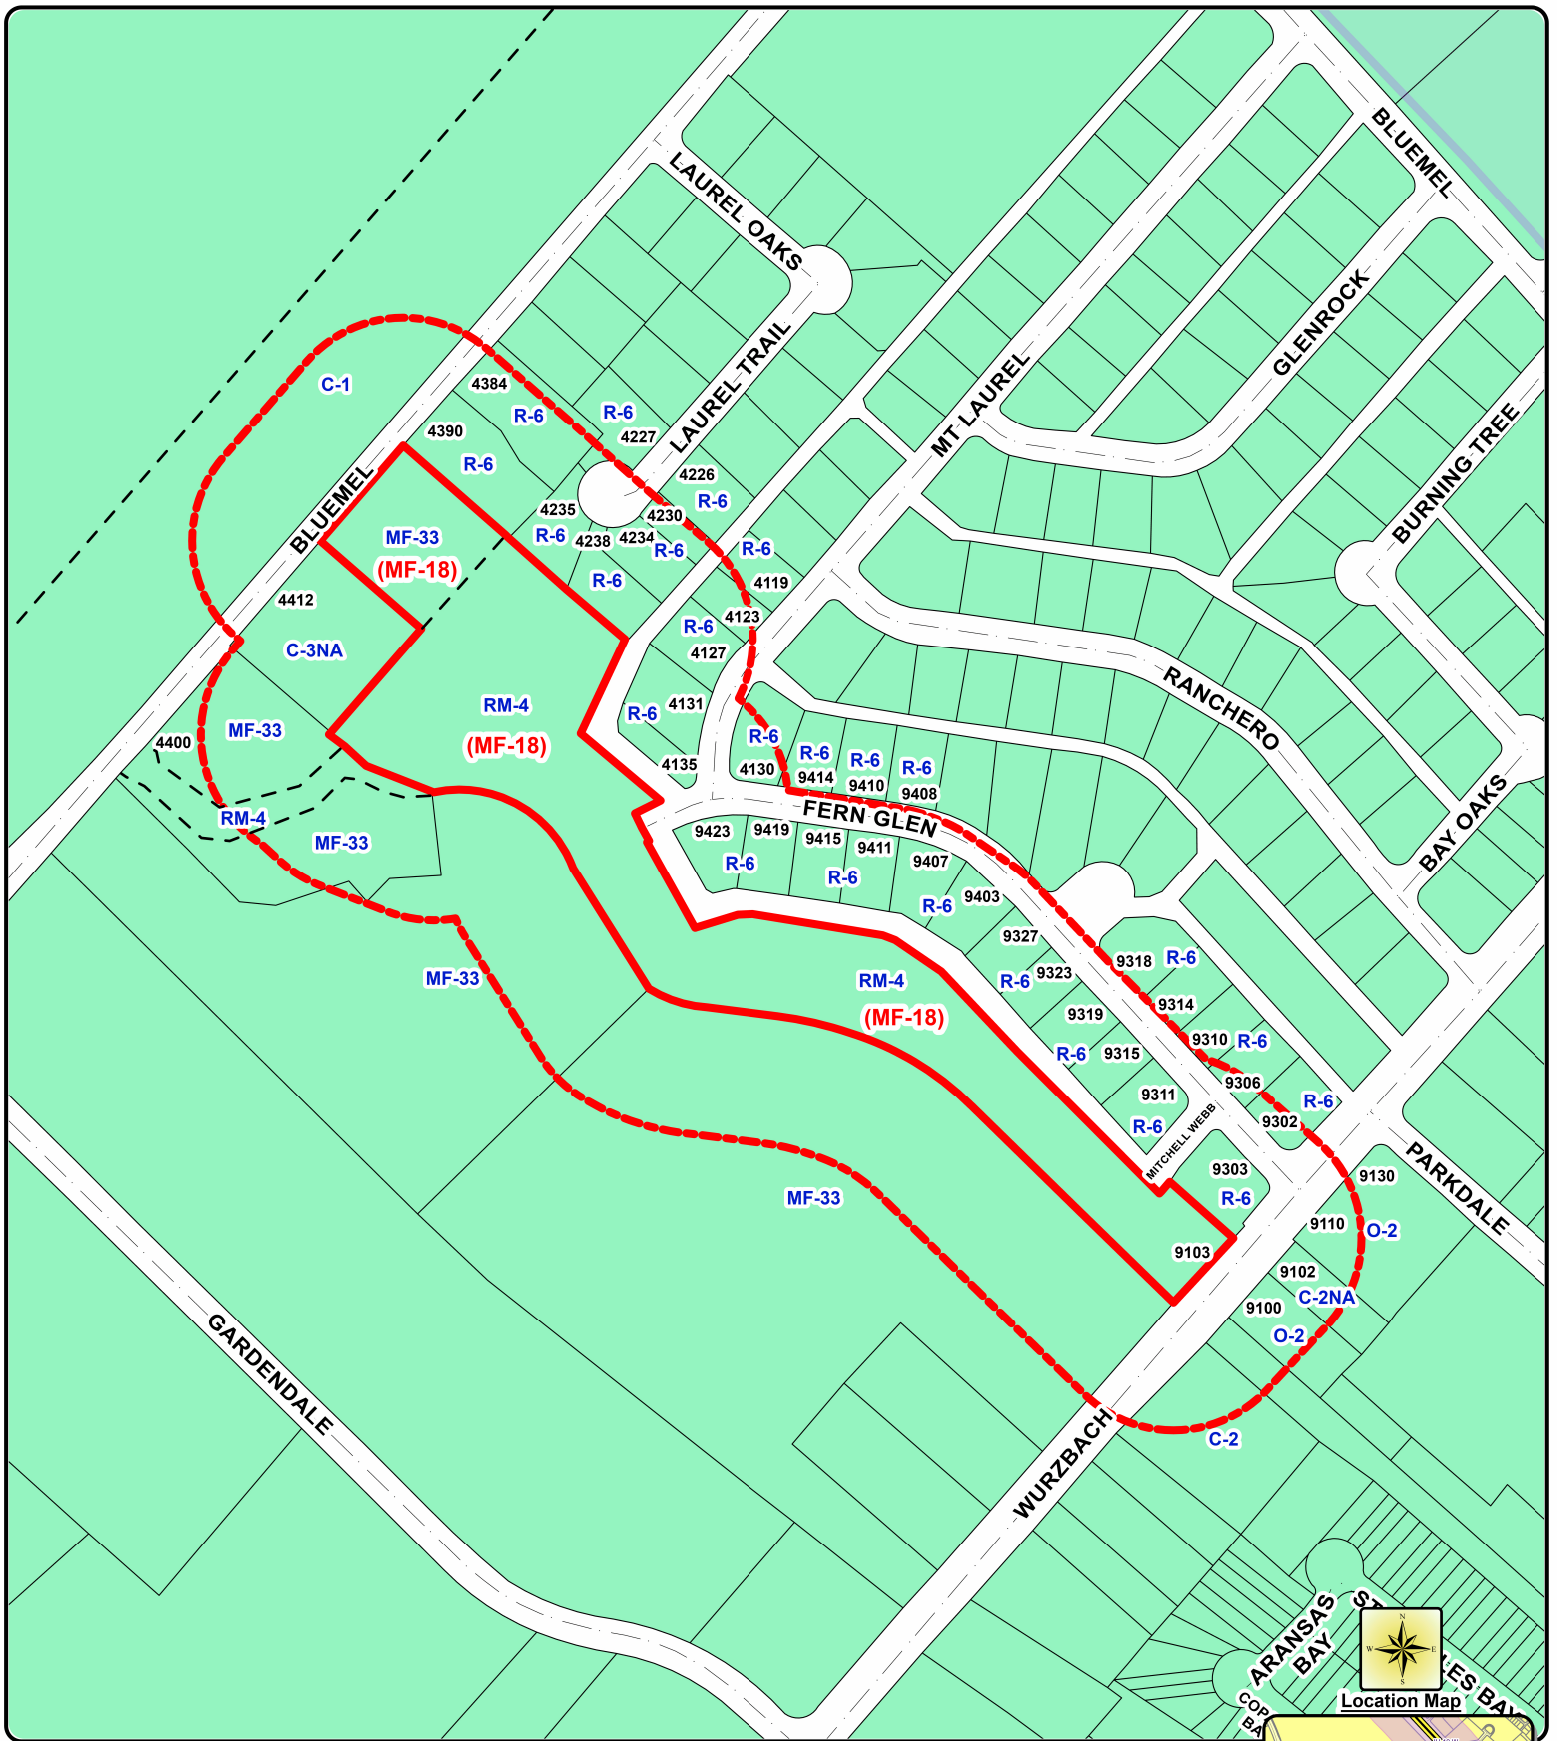 BLUEMEL
LAUREL OAKS
GLENROCK
LAUREL TRAIL
MT LAUREL
C-1
4384
R-6
R-6
4227
4390
R-6
BURNING TREE
4226
R-6
BLUEMEL
4235
4230
R-6
4238
4234
R-6
R-6
MF-33
(MF-18)
R-6
4119
4412
4123
R-6
C-3NA
4127
RANCHERO
RM-4
4131
R-6
(MF-18)
MF-33
4400
R-6
R-6
R-6
R-6
4135
4130
9414
9410
9408
FERN GLEN
RM-4
MF-33
9423
9419
9415
9411
9407
R-6
R-6
BAY OAKS
9403
R-6
9327
9318
R-6
MF-33
RM-4
R-6
9323
(MF-18)
9319
9314
9310
R-6
R-6
9315
9306
9311
R-6
9302
R-6
MITCHELL WEBB
PARKDALE
9303
9130
R-6
MF-33
9110
O-2
9103
9102
C-2NA
9100
O-2
GARDENDALE
C-2
WURZBACH
ARANSAS
BAY
ST
LES BAY
COP
BA
N
W
E
S
Location Map